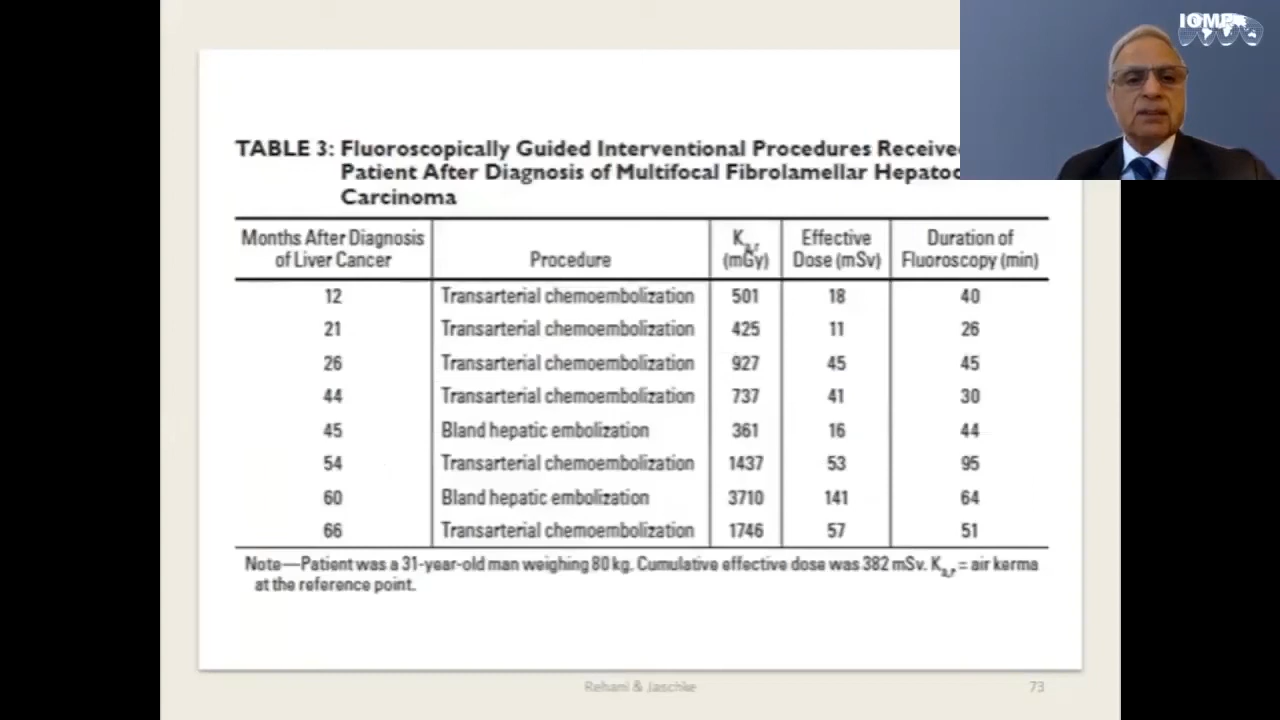 IOMP
TABLE 3: Fluoroscopically Guided Interventional Procedures
Patient After Diagnosis of Multifocal Fibrolamellar
Carcinoma
Months After Diagnosis of Liver Cancer Procedure Ka,r (mGy) Effective Dose (mSv) Duration of Fluoroscopy (min)
12 Transarterial chemoembolization 501 18 40
21 Transarterial chemoembolization 425 11 26
26 Transarterial chemoembolization 927 45 45
44 Transarterial chemoembolization 737 41 30
45 Bland hepatic embolization 361 16 44
54 Transarterial chemoembolization 1437 53 95
60 Bland hepatic embolization 3710 141 64
66 Transarterial chemoembolization 1746 57 51
Note—Patient was a 31-year-old man weighing 80 kg. Cumulative effective dose was 382 mSv. Ka,r = air kerma
at the reference point.
Rehani & Jaschke 73